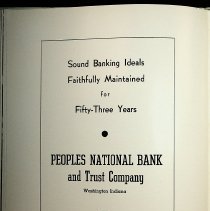 Sound Banking Ideals
Faithfully Maintained
for
Fifty-Three Years
PEOPLES NATIONAL BANK
and Trust Company
Washington Indiana